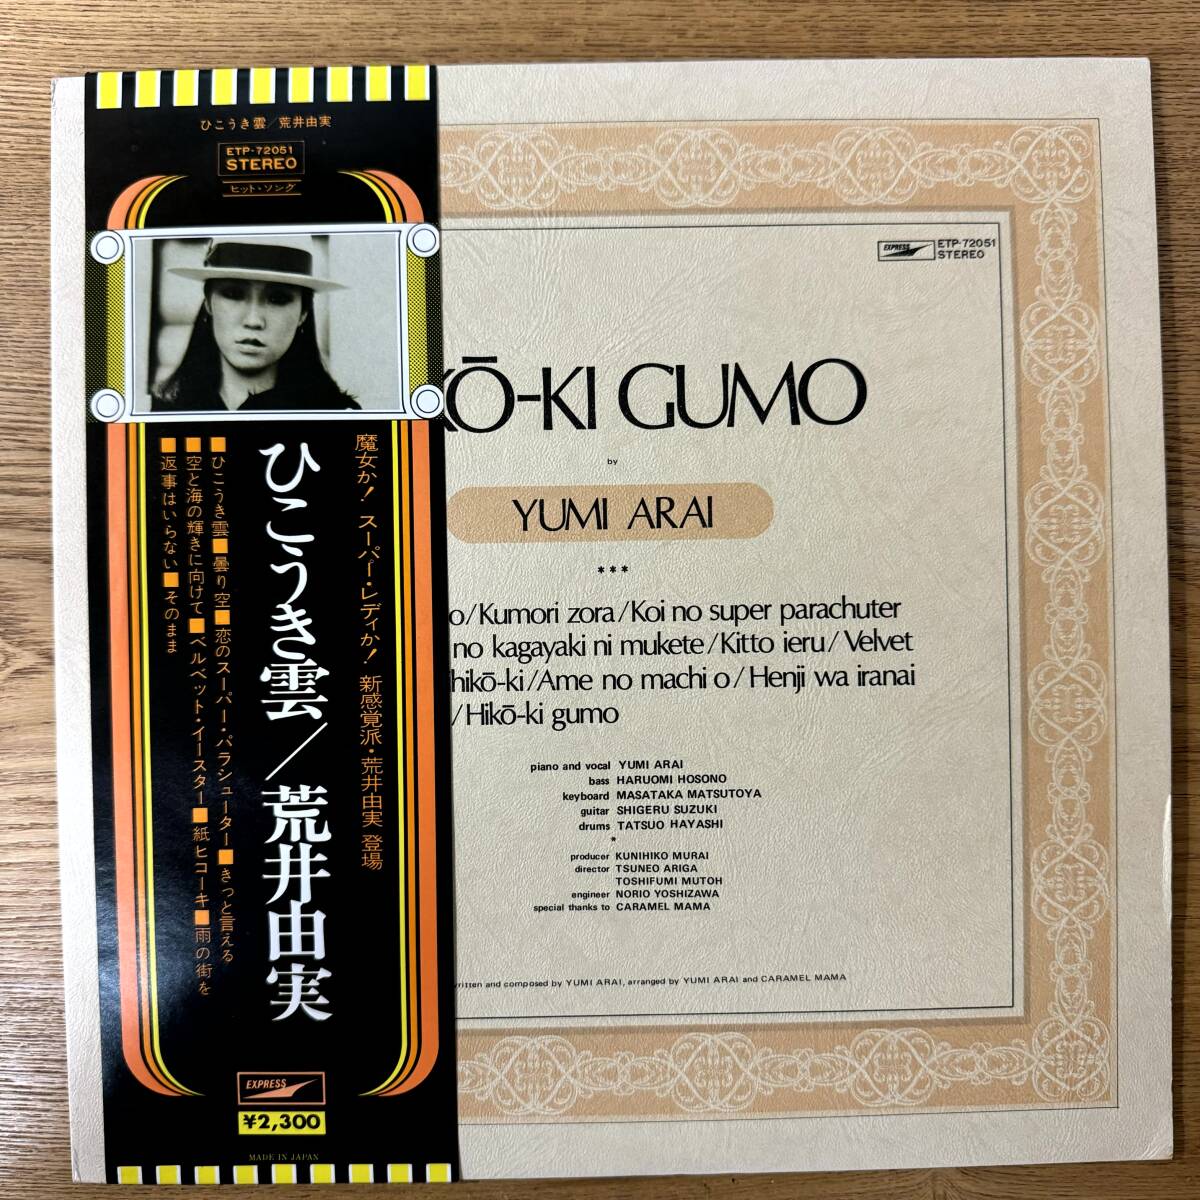 ひこうき雲/荒井由実
ETP-72051
STEREO
ヒット・ソング
魔女か! スーパー・レディか! 新感覚派・荒井由実 登場
ひこうき雲/荒井由実
■ひこうき雲■曇り空■恋のスーパー・パラシューター■きっと言える
■空と海の輝きに向けて■ベルベット・イースター■紙ヒコーキ■雨の街を
■返事はいらない■そのまま
EXPRESS
¥2,300
MADE IN JAPAN
EXPRESS
ETP-72051
STEREO
KŌ-KI GUMO
by
YUMI ARAI
***
o/Kumori zora/Koi no super parachuter
no kagayaki ni mukete/Kitto ieru/Velvet
hikō-ki/Ame no machi o/Henji wa iranai
/Hikō-ki gumo
piano and vocal YUMI ARAI
bass HARUOMI HOSONO
keyboard MASATAKA MATSUTOYA
guitar SHIGERU SUZUKI
drums TATSUO HAYASHI
*
producer KUNIHIKO MURAI
director TSUNEO ARIGA
TOSHIFUMI MUTOH
engineer NORIO YOSHIZAWA
special thanks to CARAMEL MAMA
written and composed by YUMI ARAI, arranged by YUMI ARAI and CARAMEL MAMA